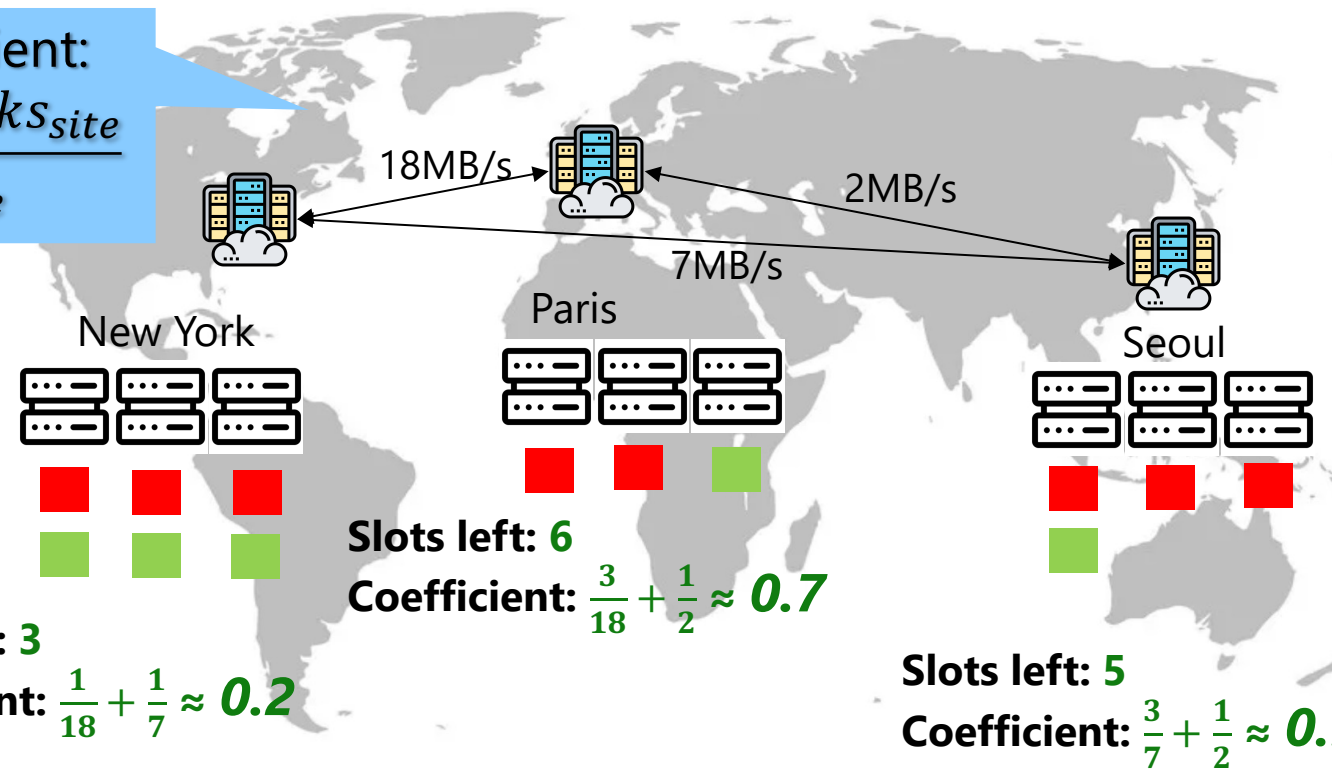 ent:
ks_site
e
18MB/s
2MB/s
7MB/s
New York
Paris
Seoul
Slots left: 6
Coefficient: 3/18 + 1/2 ≈ 0.7
: 3
nt: 1/18 + 1/7 ≈ 0.2
Slots left: 5
Coefficient: 3/7 + 1/2 ≈ 0.